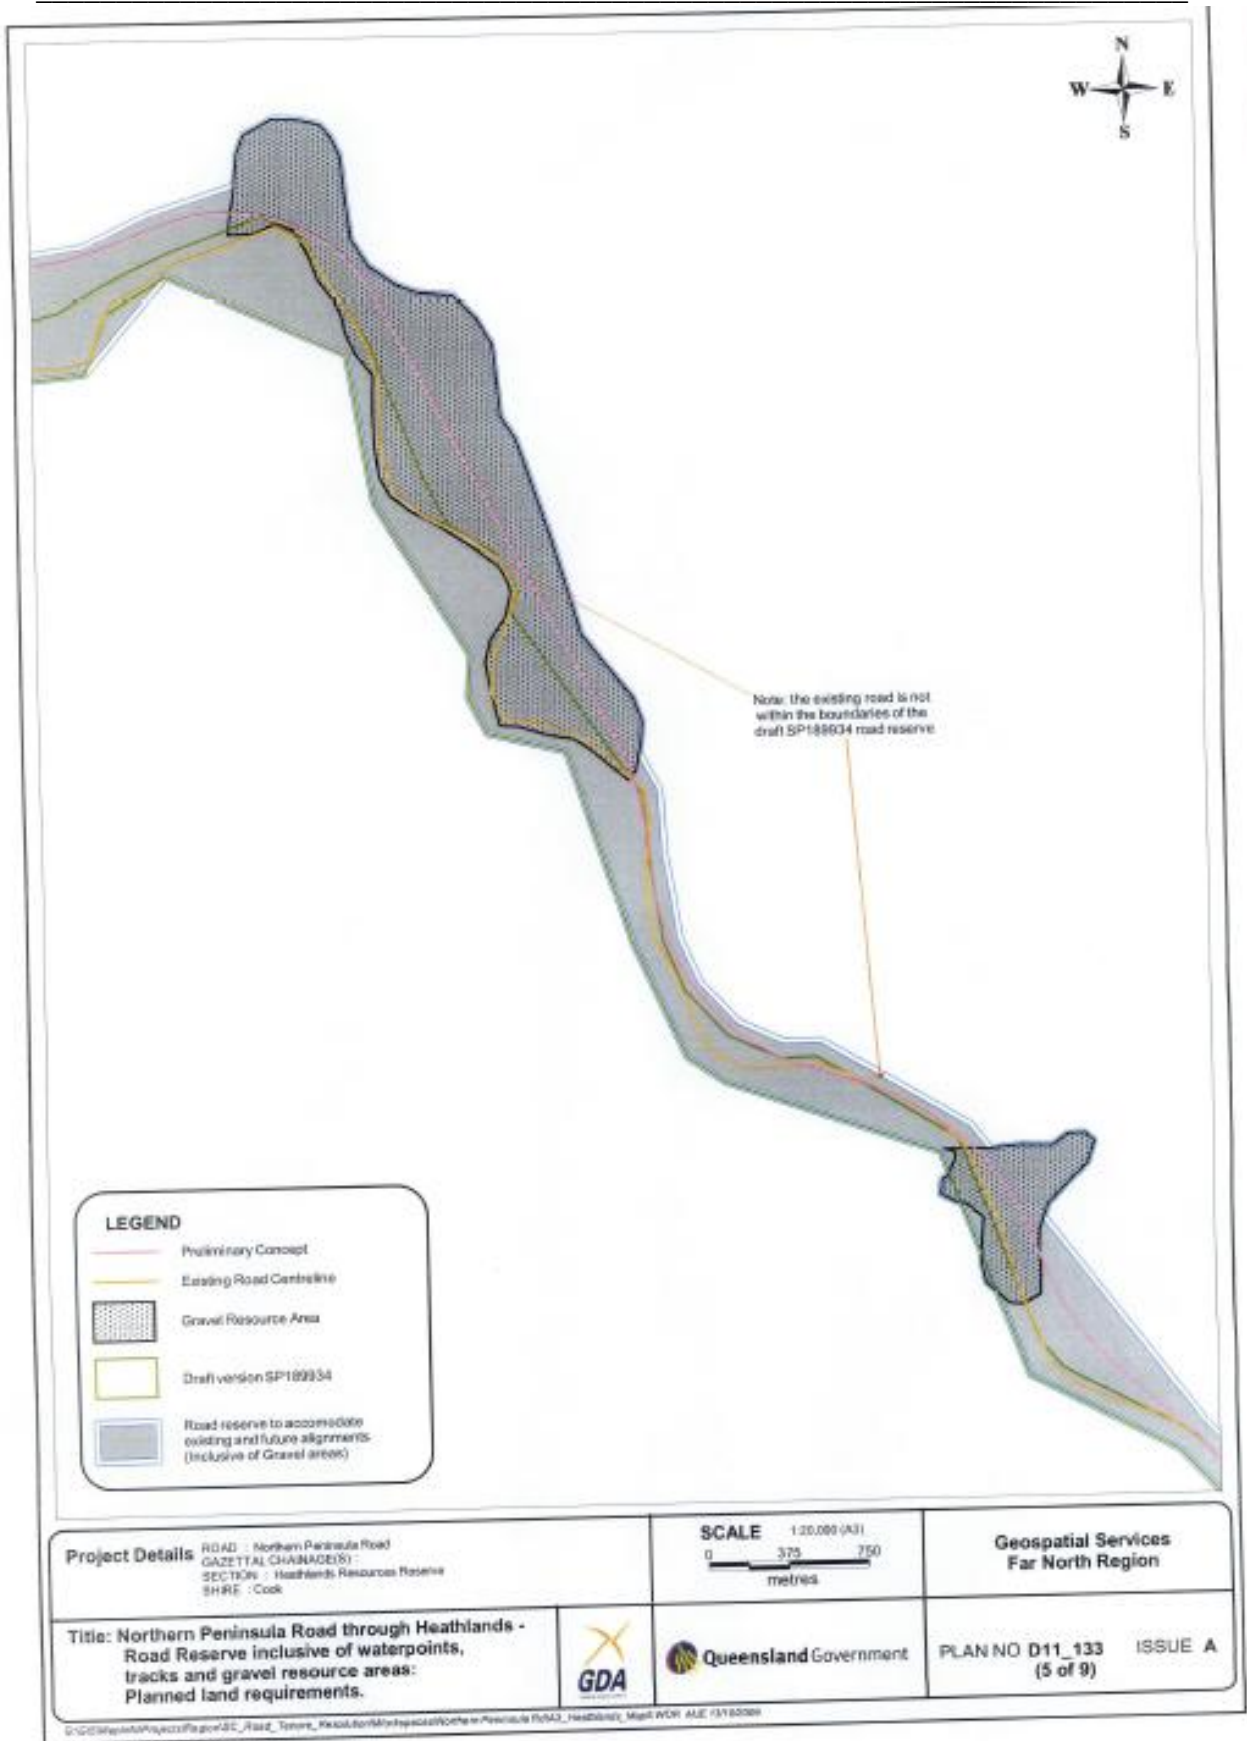 N
W E
S
Note: the existing road is not
within the boundaries of the
draft SP189934 road reserve
LEGEND
Preliminary Concept
Existing Road Centreline
Gravel Resource Area
Draft version SP189934
Road reserve to accomodate
existing and future alignments
(Inclusive of Gravel areas)
Project Details
ROAD : Northern Peninsula Road
GAZETTAL CHAINAGE(S) :
SECTION : Heathlands Resources Reserve
SHIRE : Cook
SCALE 1:20,000 (A3)
0 375 750
metres
Geospatial Services
Far North Region
Title: Northern Peninsula Road through Heathlands -
Road Reserve inclusive of waterpoints,
tracks and gravel resource areas:
Planned land requirements.
GDA
Queensland Government
PLAN NO D11_133 ISSUE A
(5 of 9)